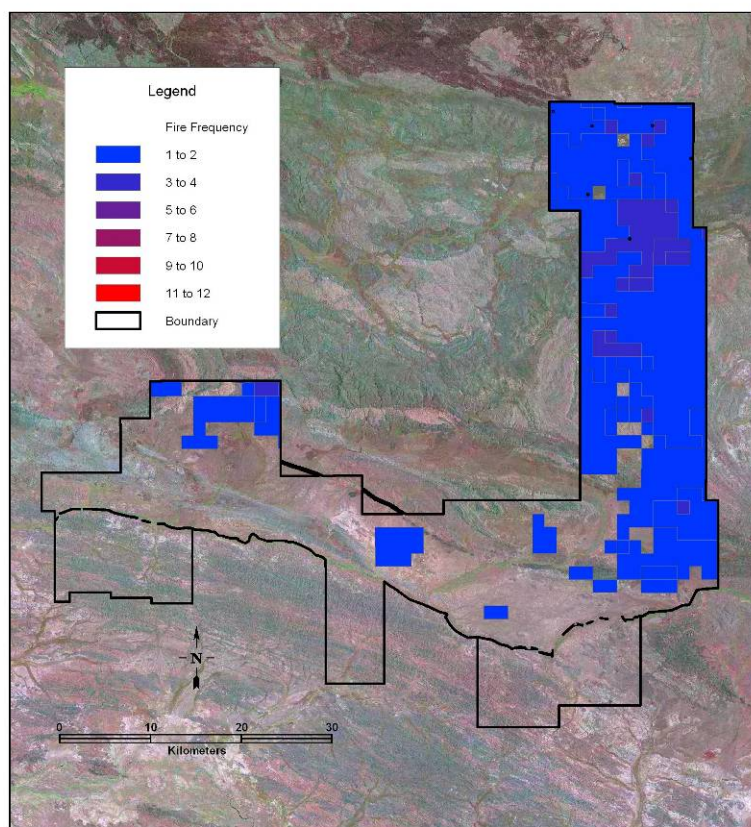 Legend
Fire Frequency
1 to 2
3 to 4
5 to 6
7 to 8
9 to 10
11 to 12
Boundary
N
0 10 20 30
Kilometers